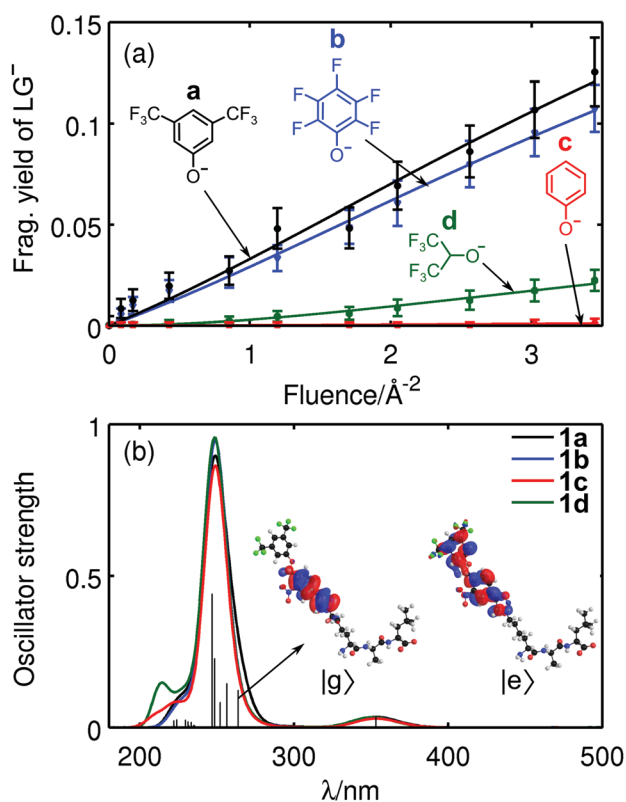 (a)
Frag. yield of LG⁻
0.15
0.1
0.05
0
0
1
2
3
Fluence/Å⁻²
a
CF₃
CF₃
O⁻
b
F
F
F
F
F
O⁻
c
O⁻
d
F₃C
F₃C
O⁻
(b)
Oscillator strength
1
0.5
0
200
300
400
500
λ/nm
1a
1b
1c
1d
|g⟩
|e⟩